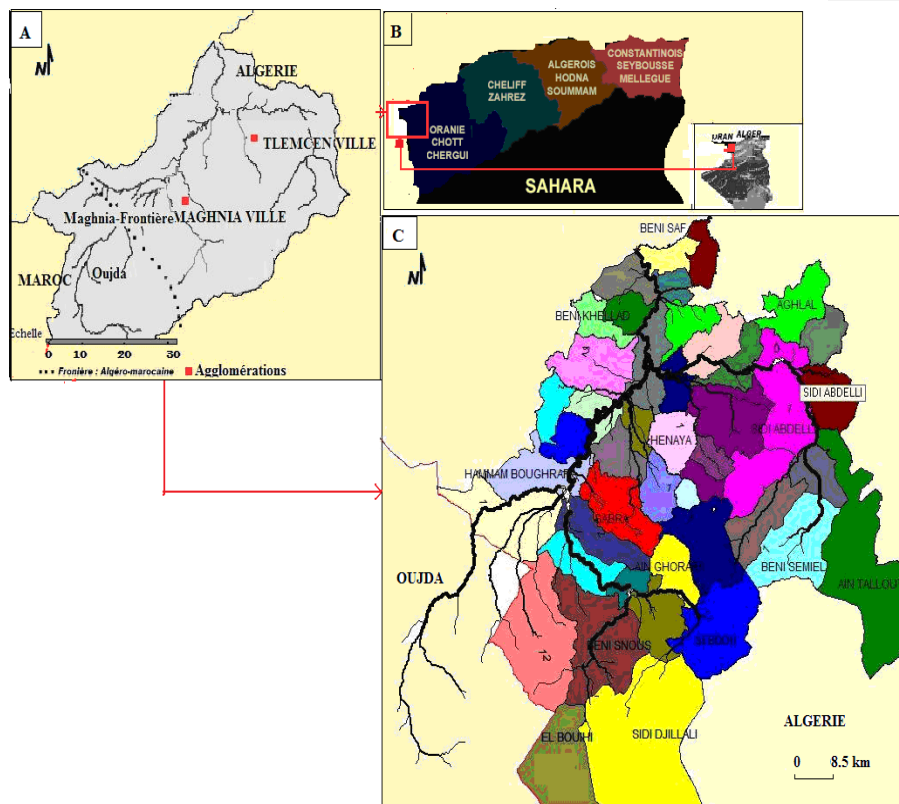 A
N
ALGERIE
TLEMCEN VILLE
Maghnia-Frontière
MAGHNIA VILLE
MAROC
Oujda
Echelle
0 10 20 30
Frontière : Algéro-marocaine
Agglomérations
B
CONSTANTINOIS
SEYBOUSSE
MELLEGUE
ALGEROIS
HODNA
SOUMMAM
CHELIFF
ZAHREZ
ORANIE
CHOTT
CHERGUI
SAHARA
ALGER
C
N
BENI SAF
AGHLAL
BENI KHELLAD
SIDI ABDELLI
SIDI ABDELLI
HENAYA
HAMMAM BOUGHRARA
SABRA
OUJDA
AIN GHORABA
BENI SEMIEL
AIN TALLOUT
BENI SNOUS
SEBDOU
12
EL BOUIHI
SIDI DJILLALI
ALGERIE
0 8.5 km